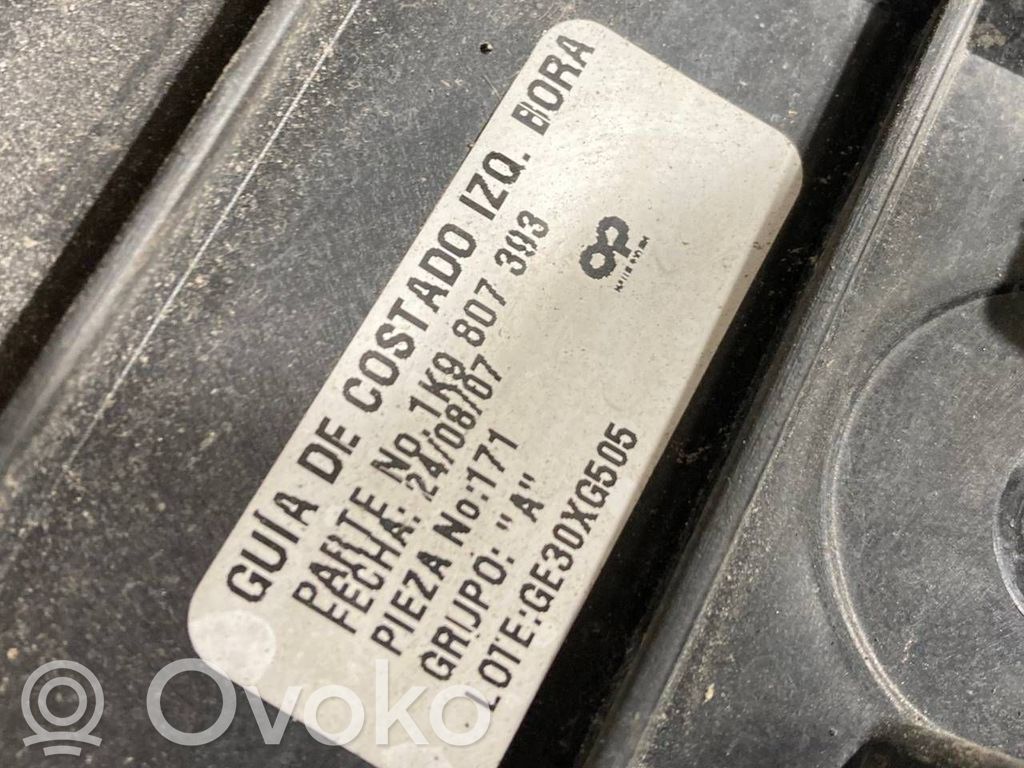 GUÍA DE COSTADO IZQ. BORA
PARTE No. 1K9 807 393
FECHA: 24/08/07
PIEZA No:171
GRUPO: "A"
LOTE:GE30XG505
Ovoko